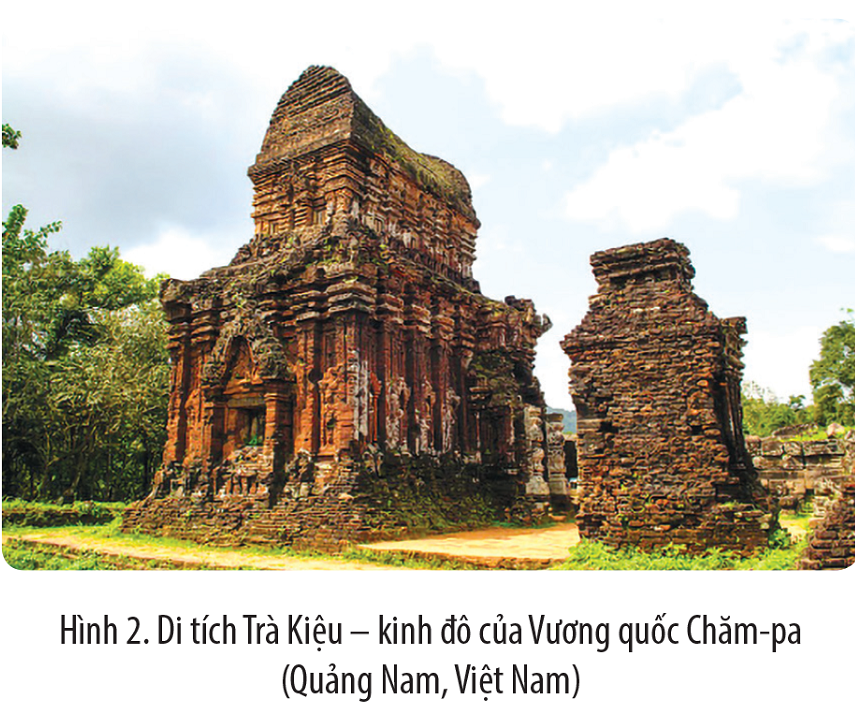 Hình 2. Di tích Trà Kiệu – kinh đô của Vương quốc Chăm-pa
(Quảng Nam, Việt Nam)